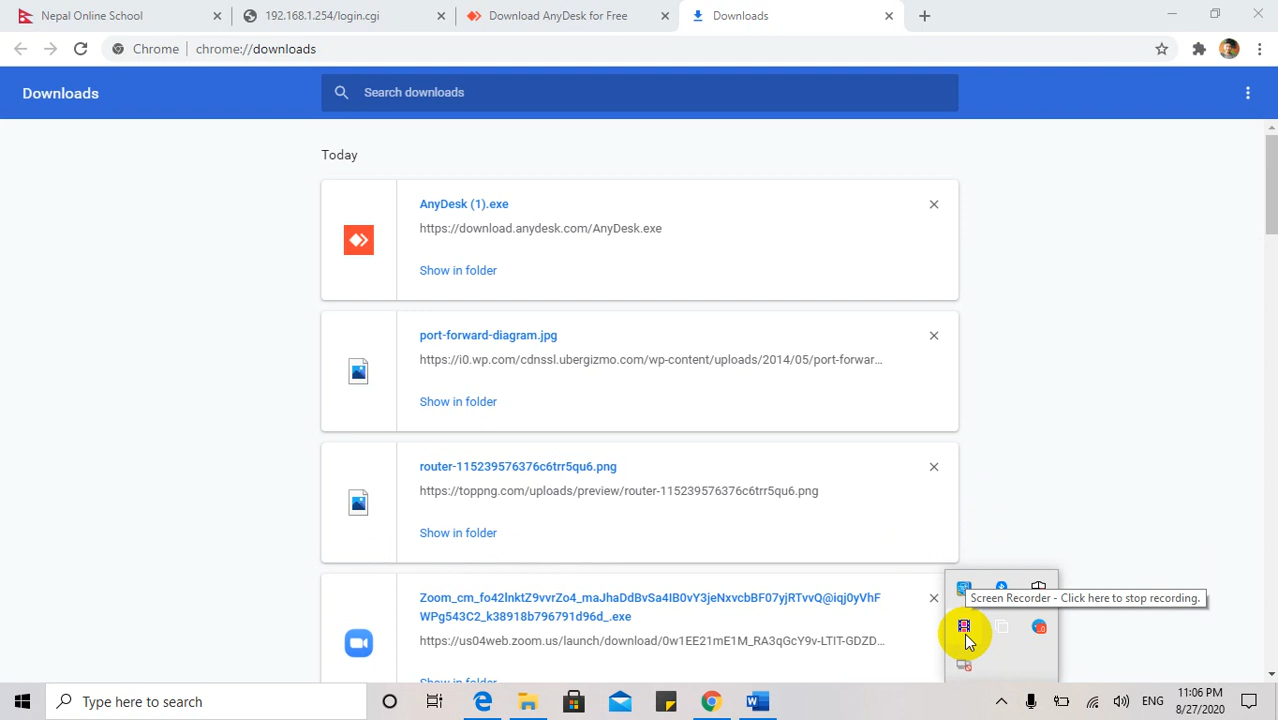 Nepal Online School
192.168.1.254/login.cgi
Download AnyDesk for Free
Downloads
Chrome
chrome://downloads
Downloads
Search downloads
Today
AnyDesk (1).exe
https://download.anydesk.com/AnyDesk.exe
Show in folder
port-forward-diagram.jpg
https://i0.wp.com/cdnssl.ubergizmo.com/wp-content/uploads/2014/05/port-forwar...
Show in folder
router-115239576376c6trr5qu6.png
https://toppng.com/uploads/preview/router-115239576376c6trr5qu6.png
Show in folder
Zoom_cm_fo42lnktZ9vvrZo4_maJhaDdBvSa4IB0vY3jeNxvcbBF07yjRTvvQ@iqj0yVhF
WPg543C2_k38918b796791d96d_.exe
https://us04web.zoom.us/launch/download/0w1EE21mE1M_RA3qGcY9v-LTIT-GDZD...
Show in folder
Screen Recorder - Click here to stop recording.
Type here to search
ENG
11:06 PM
8/27/2020